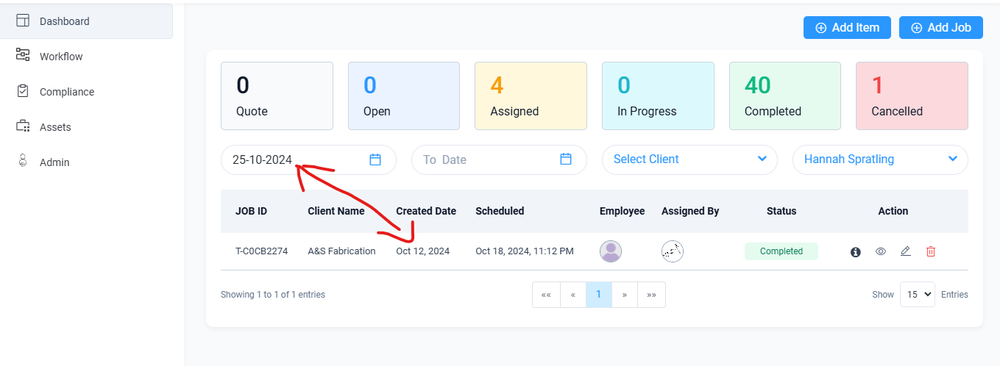 Dashboard
Workflow
Compliance
Assets
Admin
Add Item Add Job
0 0 4 0 40 1
Quote Open Assigned In Progress Completed Cancelled
25-10-2024 To Date Select Client Hannah Spratling
JOB ID Client Name Created Date Scheduled Employee Assigned By Status Action
T-C0CB2274 A&S Fabrication Oct 12, 2024 Oct 18, 2024, 11:12 PM Completed
Showing 1 to 1 of 1 entries «« « 1 » »» Show 15 Entries